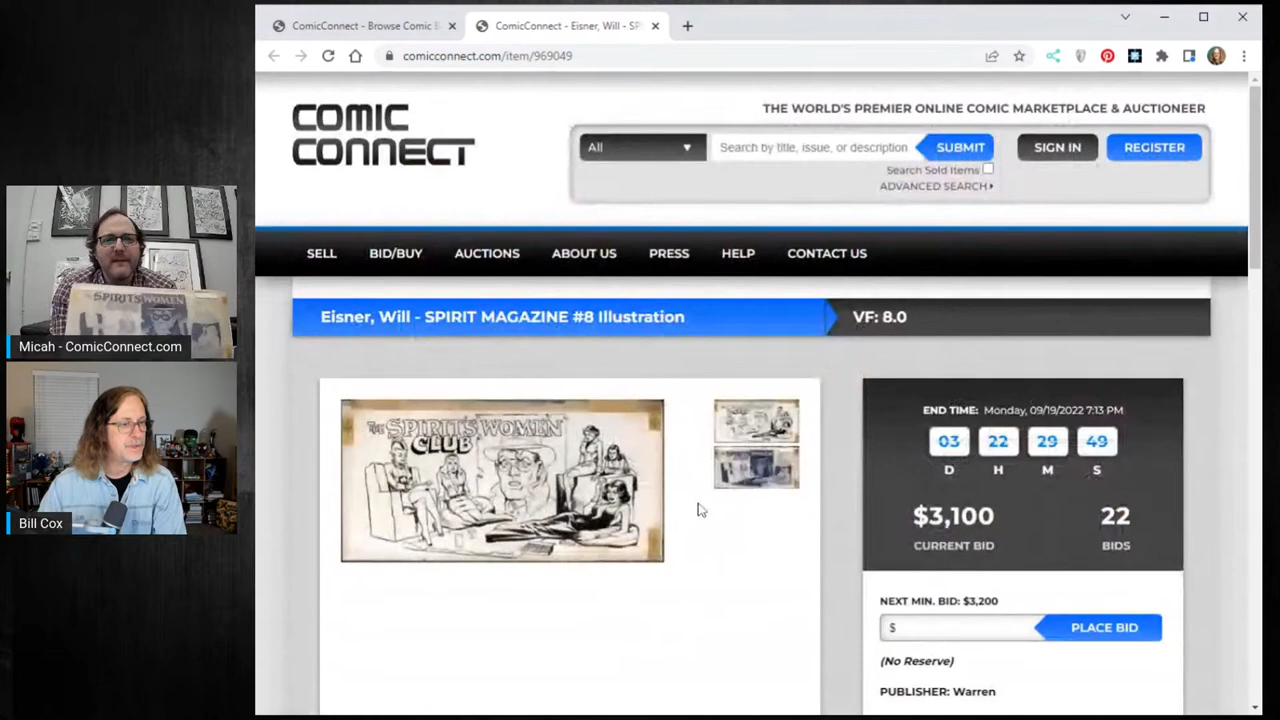 ComicConnect - Browse Comic B
ComicConnect - Eisner, Will - SP
comicconnect.com/item/969049
COMIC
CONNECT
THE WORLD'S PREMIER ONLINE COMIC MARKETPLACE & AUCTIONEER
All
Search by title, issue, or description
SUBMIT
SIGN IN
REGISTER
Search Sold Items
ADVANCED SEARCH
SELL
BID/BUY
AUCTIONS
ABOUT US
PRESS
HELP
CONTACT US
Eisner, Will - SPIRIT MAGAZINE #8 Illustration
VF: 8.0
THE SPIRIT'S WOMEN
CLUB
END TIME: Monday, 09/19/2022 7:13 PM
03 22 29 49
D H M S
$3,100 22
CURRENT BID BIDS
NEXT MIN. BID: $3,200
$
PLACE BID
(No Reserve)
PUBLISHER: Warren
SPIRIT'S WOMEN
Micah - ComicConnect.com
Bill Cox